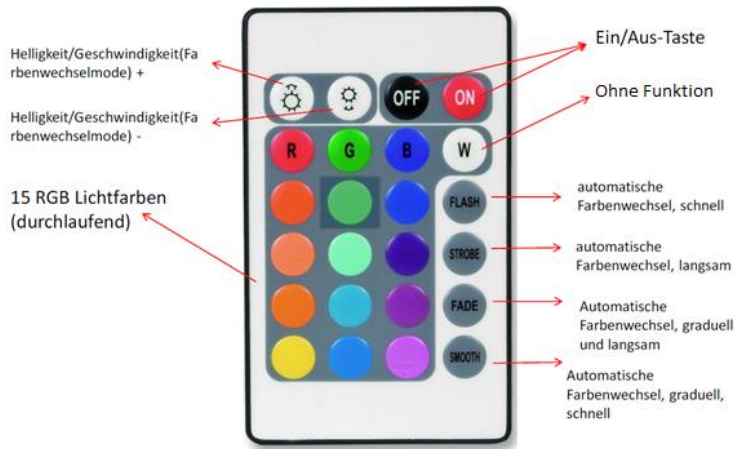 Helligkeit/Geschwindigkeit(Fa
rbenwechselmode) +
Helligkeit/Geschwindigkeit(Fa
rbenwechselmode) -
15 RGB Lichtfarben
(durchlaufend)
OFF
ON
R
G
B
W
FLASH
STROBE
FADE
SMOOTH
Ein/Aus-Taste
Ohne Funktion
automatische
Farbenwechsel, schnell
automatische
Farbenwechsel, langsam
Automatische
Farbenwechsel, graduell
und langsam
Automatische
Farbenwechsel, graduell,
schnell